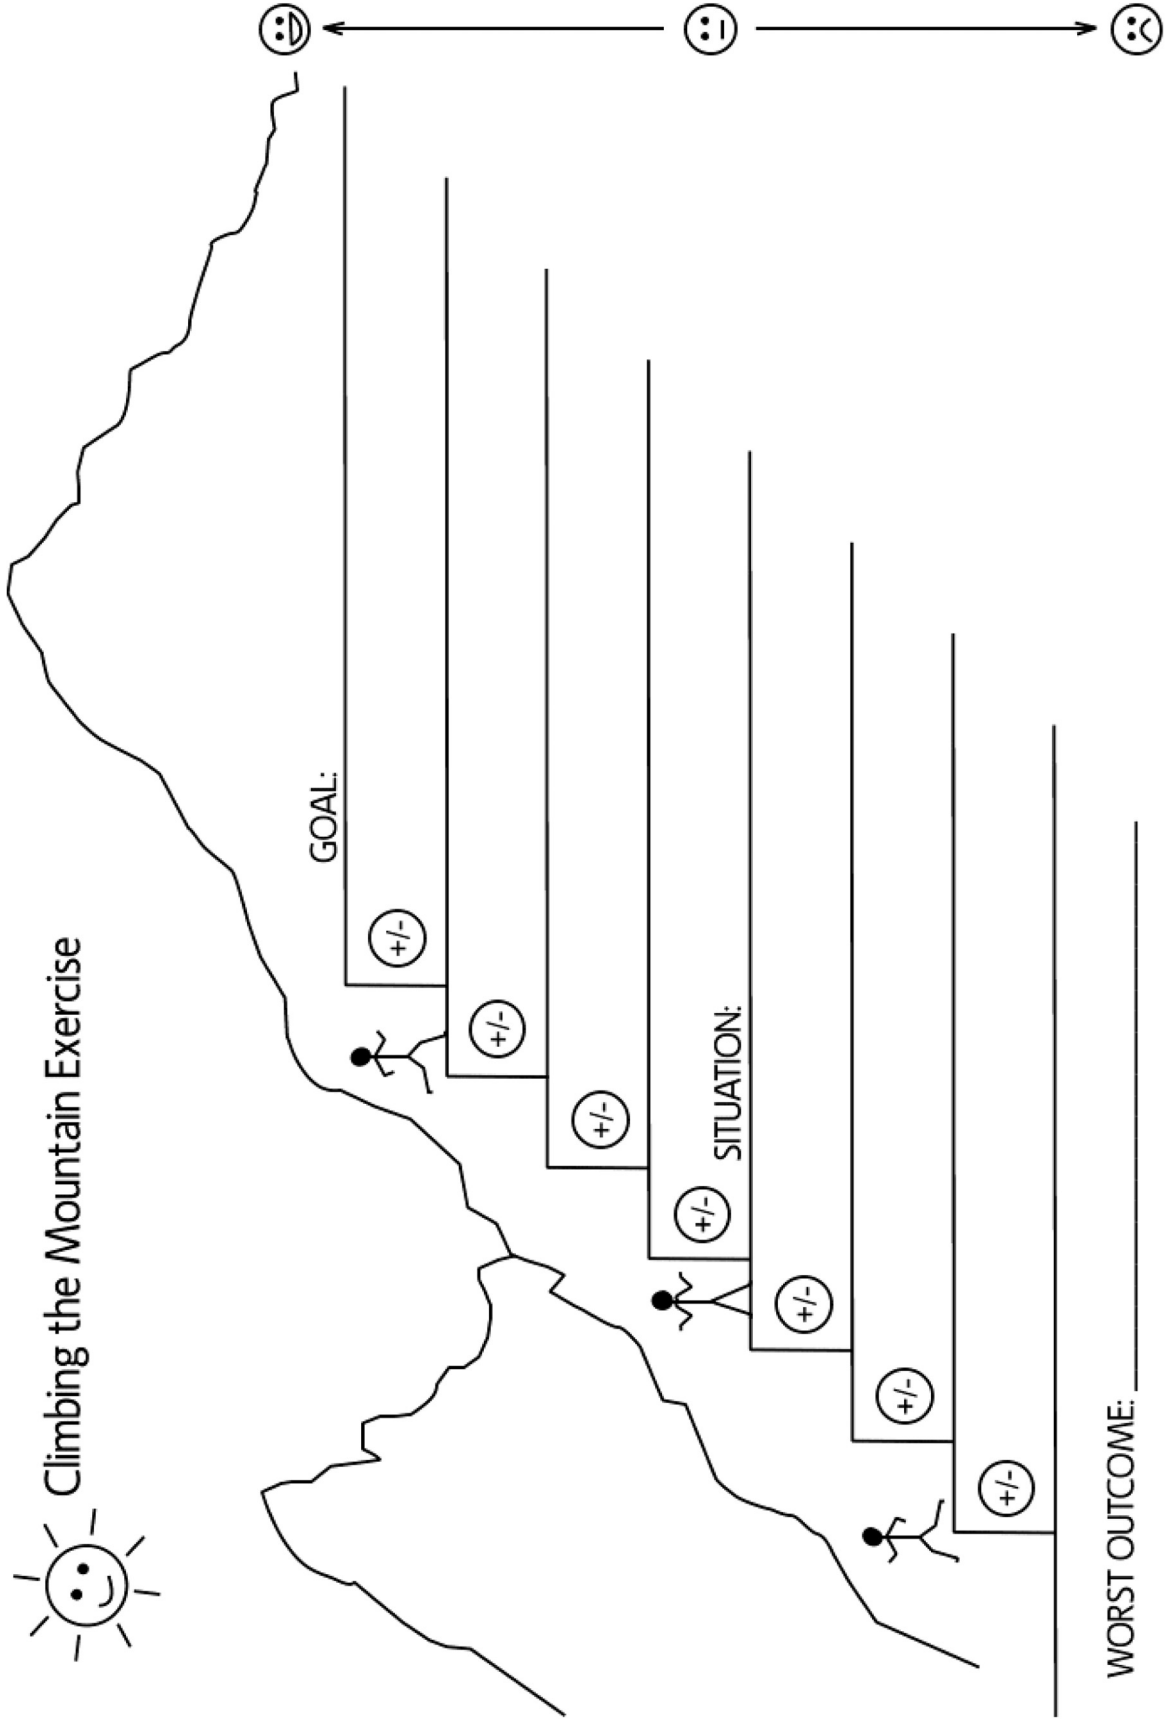 Climbing the Mountain Exercise
GOAL:
+/-
+/-
+/-
+/-
SITUATION:
+/-
+/-
+/-
WORST OUTCOME: